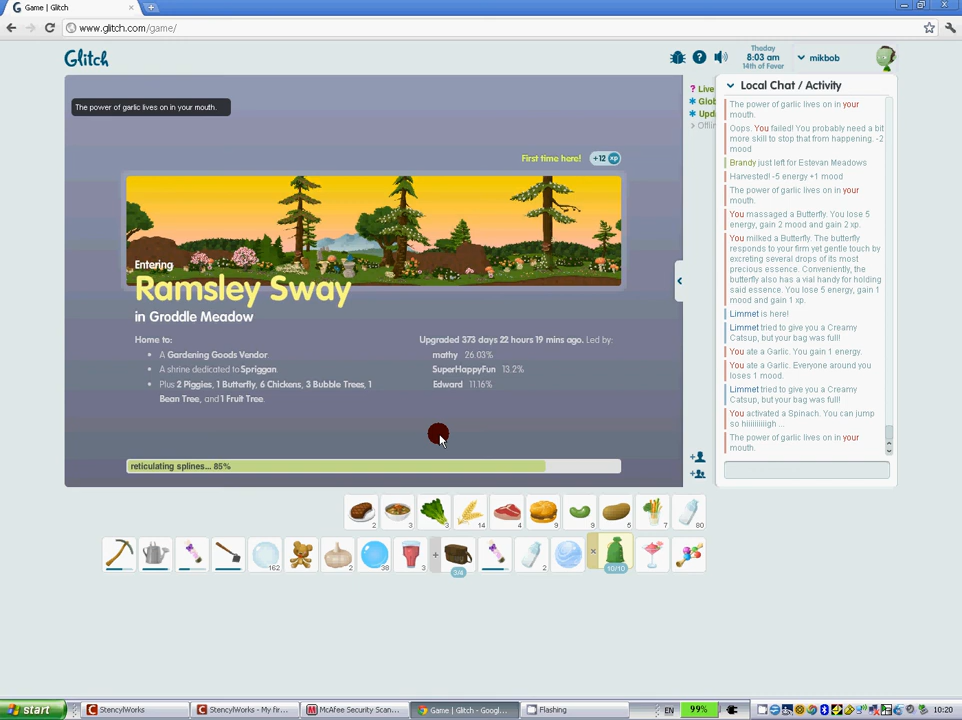 Game | Glitch
www.glitch.com/game/
Glitch
Theday
8:03 am
14th of Fever
mikbob
The power of garlic lives on in your mouth.
First time here! +12 xp
Entering
Ramsley Sway
in Groddle Meadow
Home to:
A Gardening Goods Vendor.
A shrine dedicated to Spriggan.
Plus 2 Piggies, 1 Butterfly, 6 Chickens, 3 Bubble Trees, 1
Bean Tree, and 1 Fruit Tree.
Upgraded 373 days 22 hours 19 mins ago. Led by:
mathy 26.03%
SuperHappyFun 13.2%
Edward 11.16%
reticulating splines... 85%
Live
Glob
Upd
Offlin
Local Chat / Activity
The power of garlic lives on in your
mouth.
Oops. You failed! You probably need a bit
more skill to stop that from happening. -2
mood
Brandy just left for Estevan Meadows
Harvested! -5 energy +1 mood
The power of garlic lives on in your
mouth.
You massaged a Butterfly. You lose 5
energy, gain 2 mood and gain 2 xp.
You milked a Butterfly. The butterfly
responds to your firm yet gentle touch by
excreting several drops of its most
precious essence. Conveniently, the
butterfly also has a vial handy for holding
said essence. You lose 5 energy, gain 1
mood and gain 1 xp.
Limmet is here!
Limmet tried to give you a Creamy
Catsup, but your bag was full!
You ate a Garlic. You gain 1 energy.
You ate a Garlic. Everyone around you
loses 1 mood.
Limmet tried to give you a Creamy
Catsup, but your bag was full!
You activated a Spinach. You can jump
so hiiiiiiiiigh...
The power of garlic lives on in your
mouth.
2 3 3 14 4 9 9 5 7 80
162 2 38 3 3/4 2 10/10
start
StencylWorks
StencylWorks - My fir...
McAfee Security Scan...
Game | Glitch - Googl...
Flashing
EN
99%
10:20